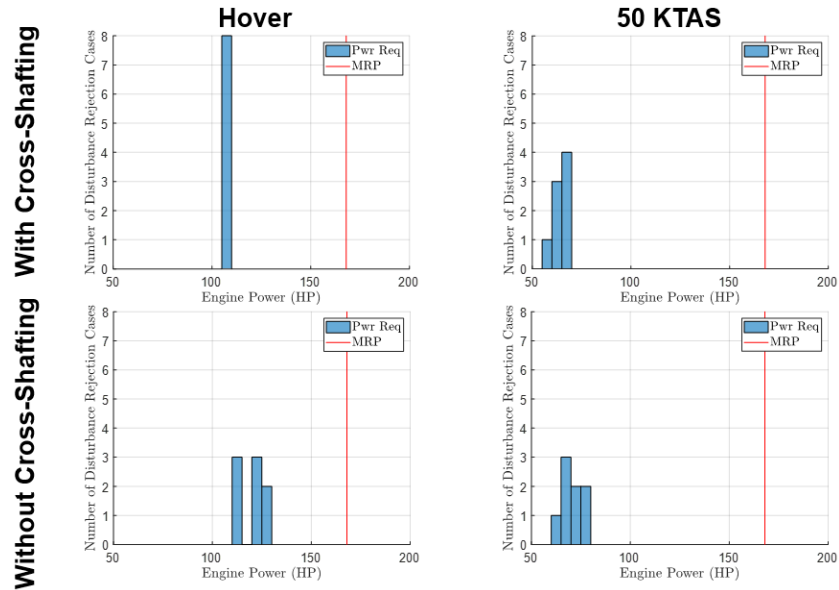 Hover
50 KTAS
With Cross-Shafting
Number of Disturbance Rejection Cases
8
7
6
5
4
3
2
1
0
50
100
150
200
Engine Power (HP)
Pwr Req
MRP
Number of Disturbance Rejection Cases
8
7
6
5
4
3
2
1
0
50
100
150
200
Engine Power (HP)
Pwr Req
MRP
Without Cross-Shafting
Number of Disturbance Rejection Cases
8
7
6
5
4
3
2
1
0
50
100
150
200
Engine Power (HP)
Pwr Req
MRP
Number of Disturbance Rejection Cases
8
7
6
5
4
3
2
1
0
50
100
150
200
Engine Power (HP)
Pwr Req
MRP